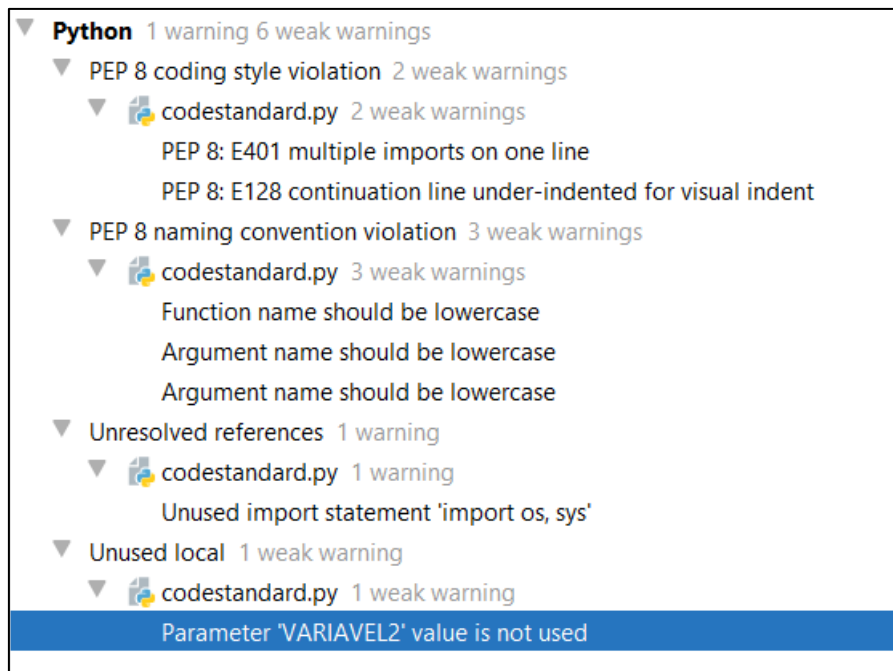 Python 1 warning 6 weak warnings
PEP 8 coding style violation 2 weak warnings
codestandard.py 2 weak warnings
PEP 8: E401 multiple imports on one line
PEP 8: E128 continuation line under-indented for visual indent
PEP 8 naming convention violation 3 weak warnings
codestandard.py 3 weak warnings
Function name should be lowercase
Argument name should be lowercase
Argument name should be lowercase
Unresolved references 1 warning
codestandard.py 1 warning
Unused import statement 'import os, sys'
Unused local 1 weak warning
codestandard.py 1 weak warning
Parameter 'VARIAVEL2' value is not used